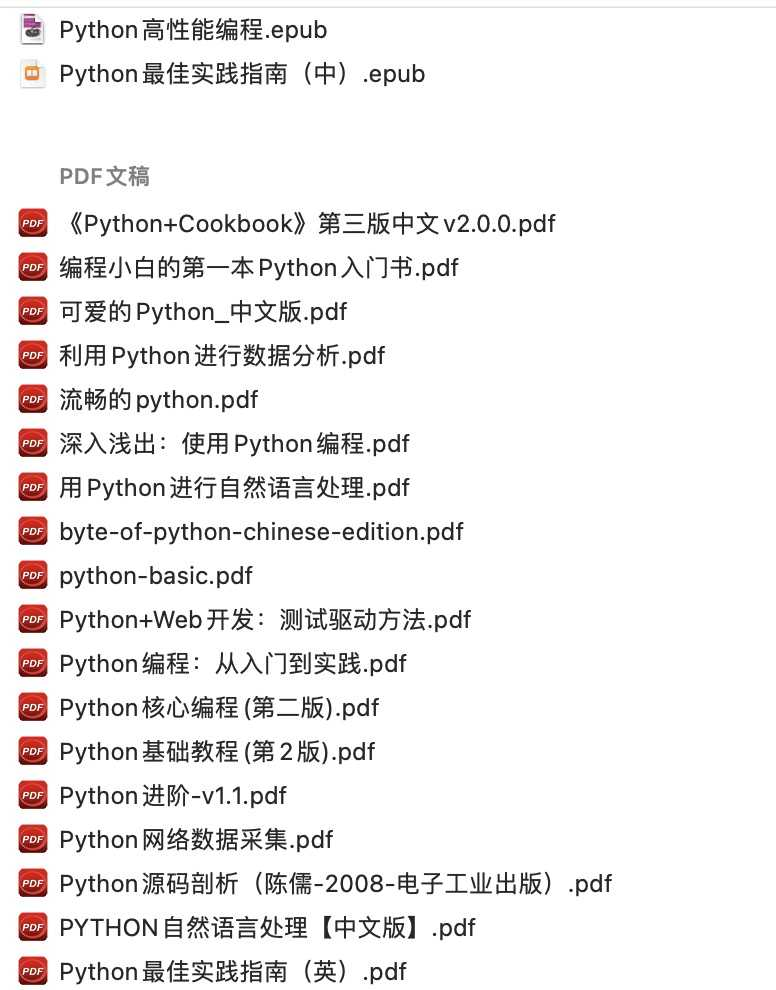 Python高性能编程.epub
Python最佳实践指南（中）.epub
PDF文稿
PDF 《Python+Cookbook》第三版中文v2.0.0.pdf
PDF 编程小白的第一本Python入门书.pdf
PDF 可爱的Python_中文版.pdf
PDF 利用Python进行数据分析.pdf
PDF 流畅的python.pdf
PDF 深入浅出：使用Python编程.pdf
PDF 用Python进行自然语言处理.pdf
PDF byte-of-python-chinese-edition.pdf
PDF python-basic.pdf
PDF Python+Web开发：测试驱动方法.pdf
PDF Python编程：从入门到实践.pdf
PDF Python核心编程(第二版).pdf
PDF Python基础教程(第2版).pdf
PDF Python进阶-v1.1.pdf
PDF Python网络数据采集.pdf
PDF Python源码剖析（陈儒-2008-电子工业出版）.pdf
PDF PYTHON自然语言处理【中文版】.pdf
PDF Python最佳实践指南（英）.pdf